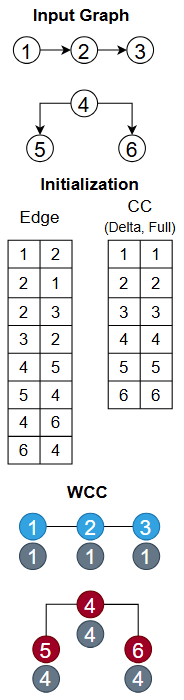 Input Graph
1 2 3
4
5 6
Initialization
Edge
CC
(Delta, Full)
1 2 1 1
2 1 2 2
2 3 3 3
3 2 4 4
4 5 5 5
5 4 6 6
4 6
6 4
WCC
1 2 3
1 1 1
4
4
5 6
4 4